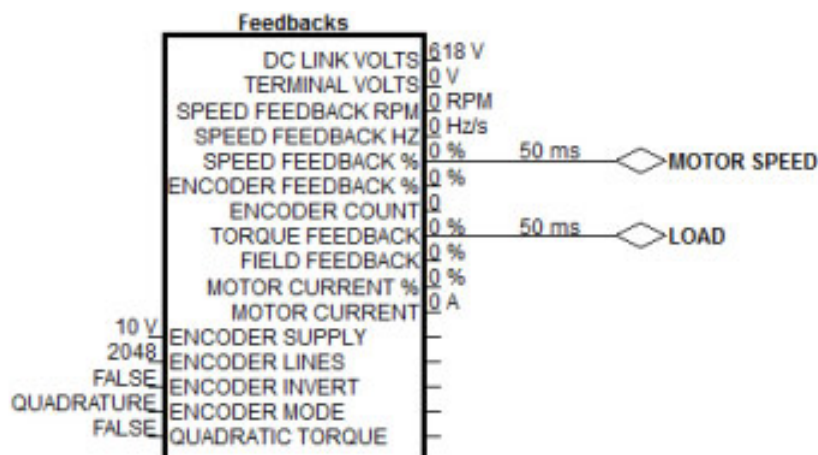 Feedbacks
DC LINK VOLTS 618 V
TERMINAL VOLTS 0 V
SPEED FEEDBACK RPM 0 RPM
SPEED FEEDBACK HZ 0 Hz/s
SPEED FEEDBACK % 0 % 50 ms MOTOR SPEED
ENCODER FEEDBACK % 0 %
ENCODER COUNT 0
TORQUE FEEDBACK 0 % 50 ms LOAD
FIELD FEEDBACK 0 %
MOTOR CURRENT % 0 %
MOTOR CURRENT 0 A
10 V ENCODER SUPPLY
2048 ENCODER LINES
FALSE ENCODER INVERT
QUADRATURE ENCODER MODE
FALSE QUADRATIC TORQUE